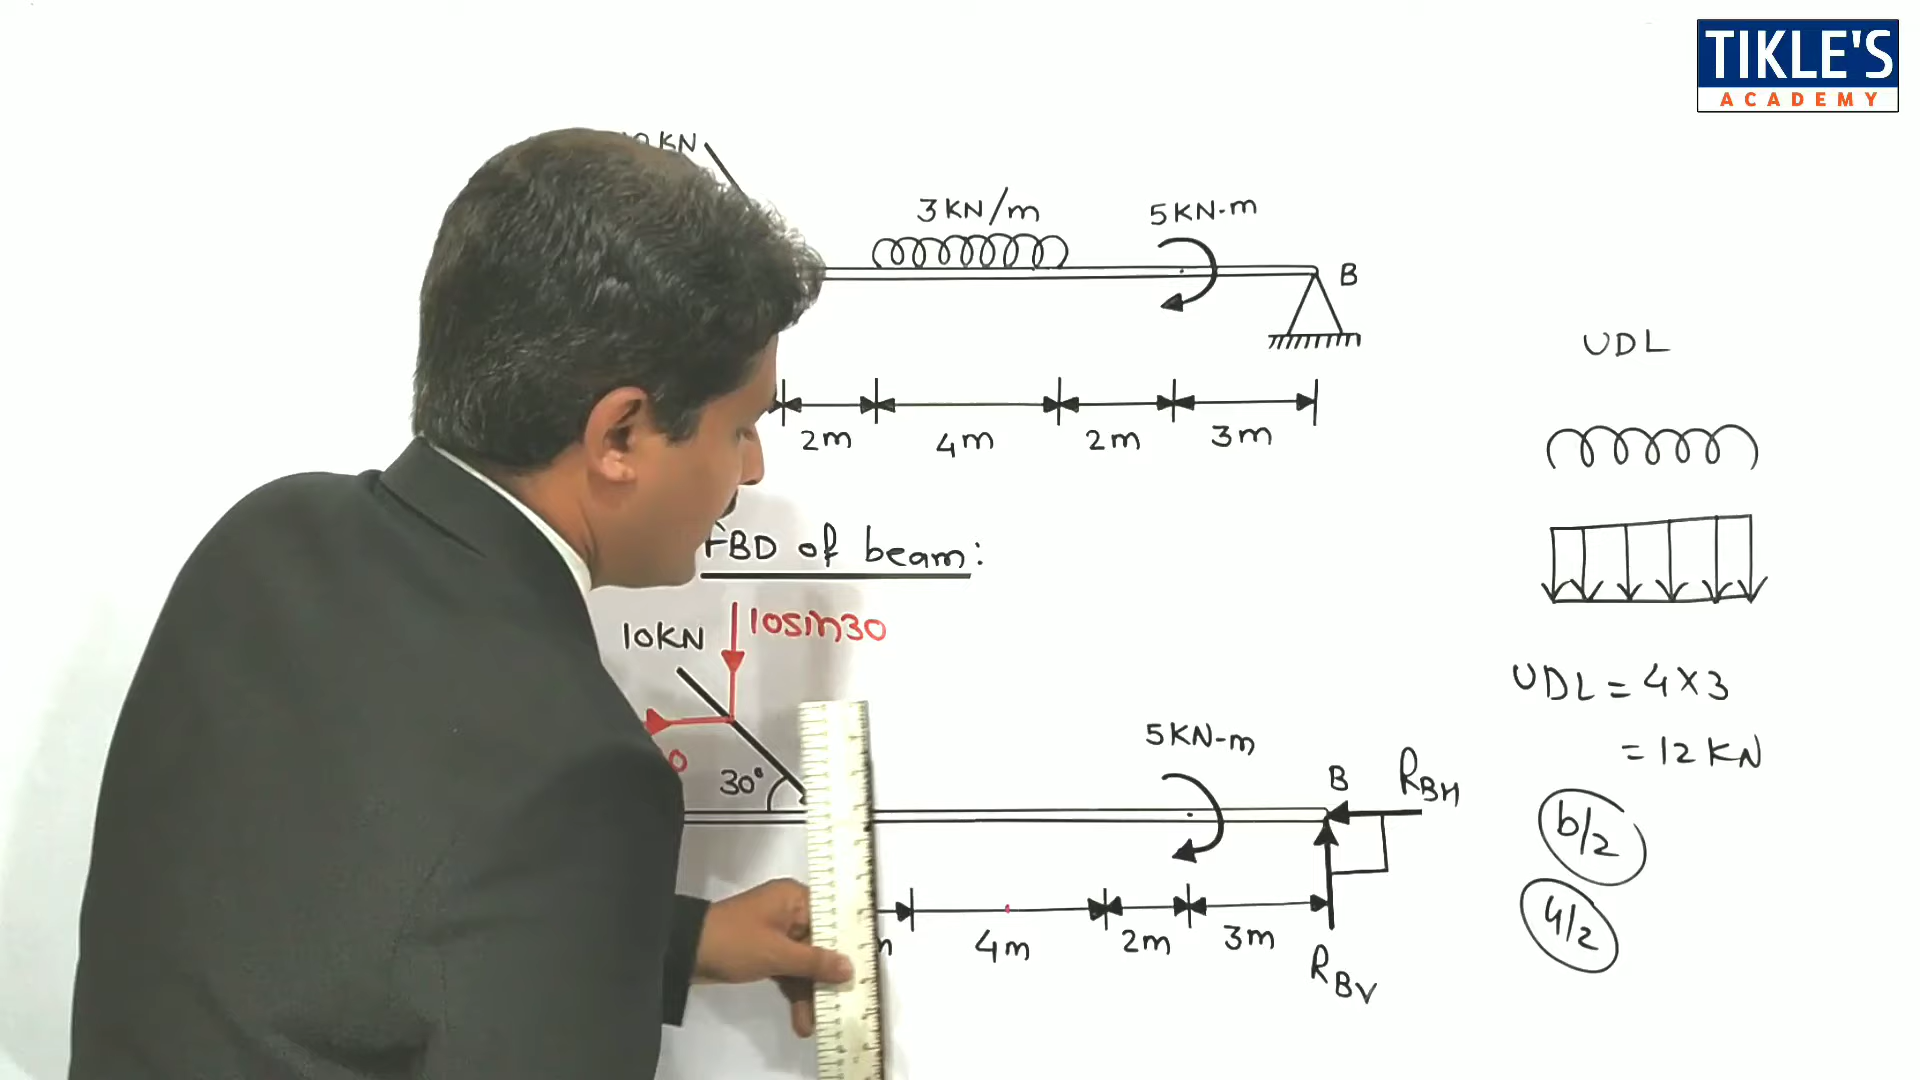 TIKLE'S
ACADEMY
KN
3KN/m
5KN-m
B
2m
4m
2m
3m
UDL
FBD of beam:
10KN
10sin30
30°
5KN-m
B
RBH
4m
2m
3m
RBV
UDL = 4×3
= 12 KN
b/2
4/2